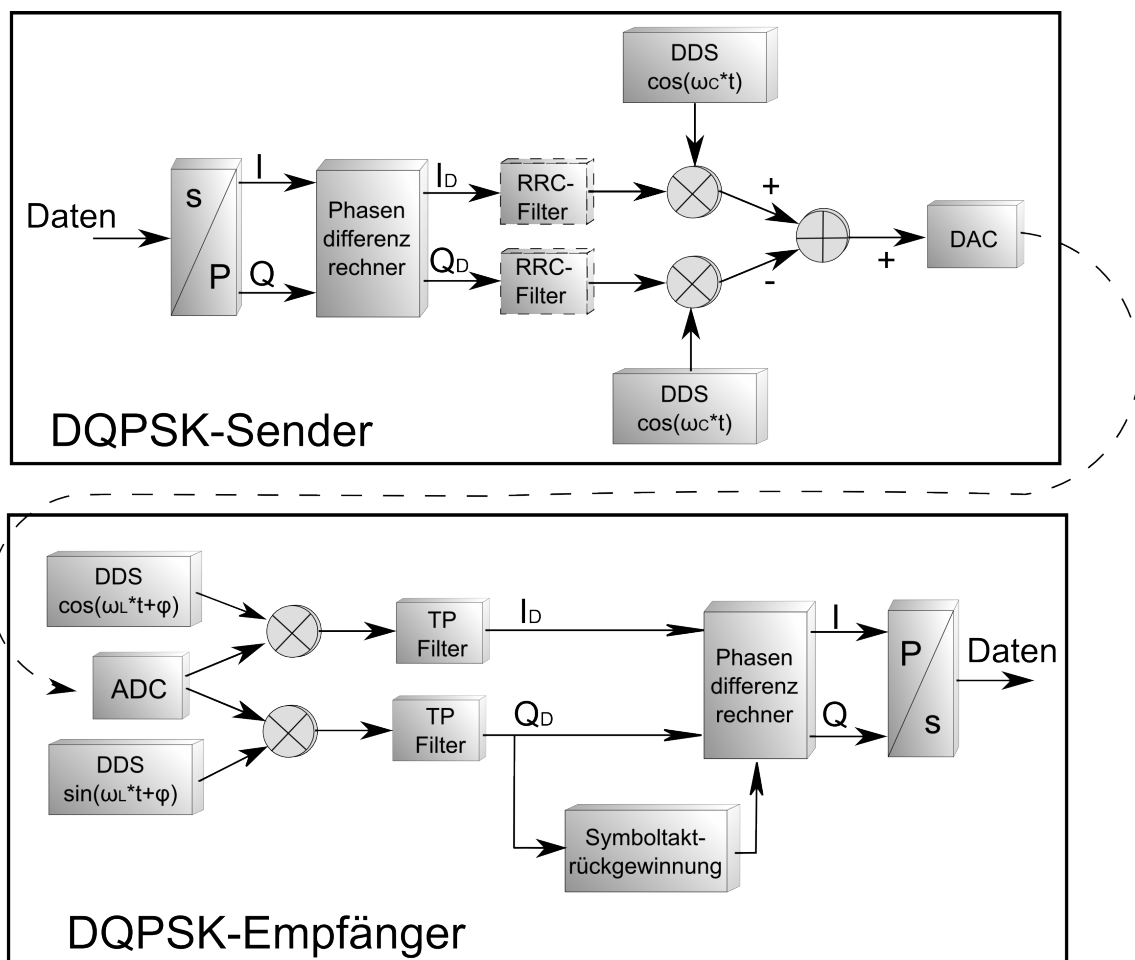 DDS
cos(ωC*t)
s
P
I
Q
Daten
Phasen
differenz
rechner
ID
QD
RRC-
Filter
RRC-
Filter
+
-
+
DAC
DDS
cos(ωC*t)
DQPSK-Sender
DDS
cos(ωL*t+φ)
ADC
DDS
sin(ωL*t+φ)
TP
Filter
TP
Filter
ID
QD
Phasen
differenz
rechner
I
Q
P
s
Daten
Symboltakt-
rückgewinnung
DQPSK-Empfänger